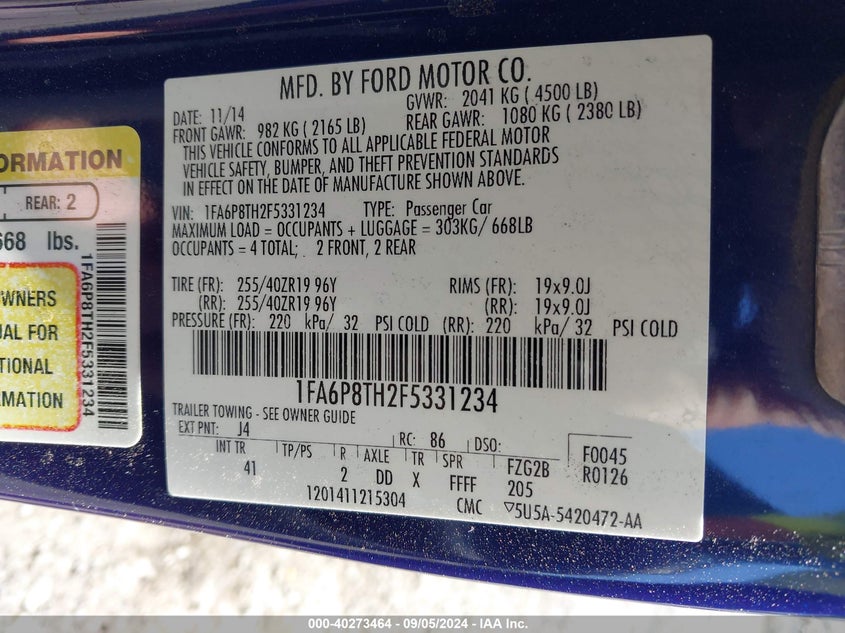 MFD. BY FORD MOTOR CO.
DATE: 11/14 GVWR: 2041 KG ( 4500 LB)
FRONT GAWR: 982 KG ( 2165 LB) REAR GAWR: 1080 KG ( 2380 LB)
THIS VEHICLE CONFORMS TO ALL APPLICABLE FEDERAL MOTOR
VEHICLE SAFETY, BUMPER, AND THEFT PREVENTION STANDARDS
IN EFFECT ON THE DATE OF MANUFACTURE SHOWN ABOVE.
VIN: 1FA6P8TH2F5331234 TYPE: Passenger Car
MAXIMUM LOAD = OCCUPANTS + LUGGAGE = 303KG/ 668LB
OCCUPANTS = 4 TOTAL; 2 FRONT, 2 REAR
TIRE (FR): 255/40ZR19 96Y RIMS (FR): 19x9.0J
(RR): 255/40ZR19 96Y (RR): 19x9.0J
PRESSURE (FR): 220 kPa/ 32 PSI COLD (RR): 220 kPa/ 32 PSI COLD
1FA6P8TH2F5331234
TRAILER TOWING - SEE OWNER GUIDE
EXT PNT: J4 RC: 86 DSO: F0045
INT TR TP/PS R AXLE TR SPR FZG2B R0126
41 2 DD X FFFF 205
1201411215304 CMC ▽5U5A-5420472-AA
ORMATION
REAR: 2
668 lbs.
WNERS
UAL FOR
TIONAL
RMATION
1FA6P8TH2F5331234
000-40273464 - 09/05/2024 - IAA Inc.